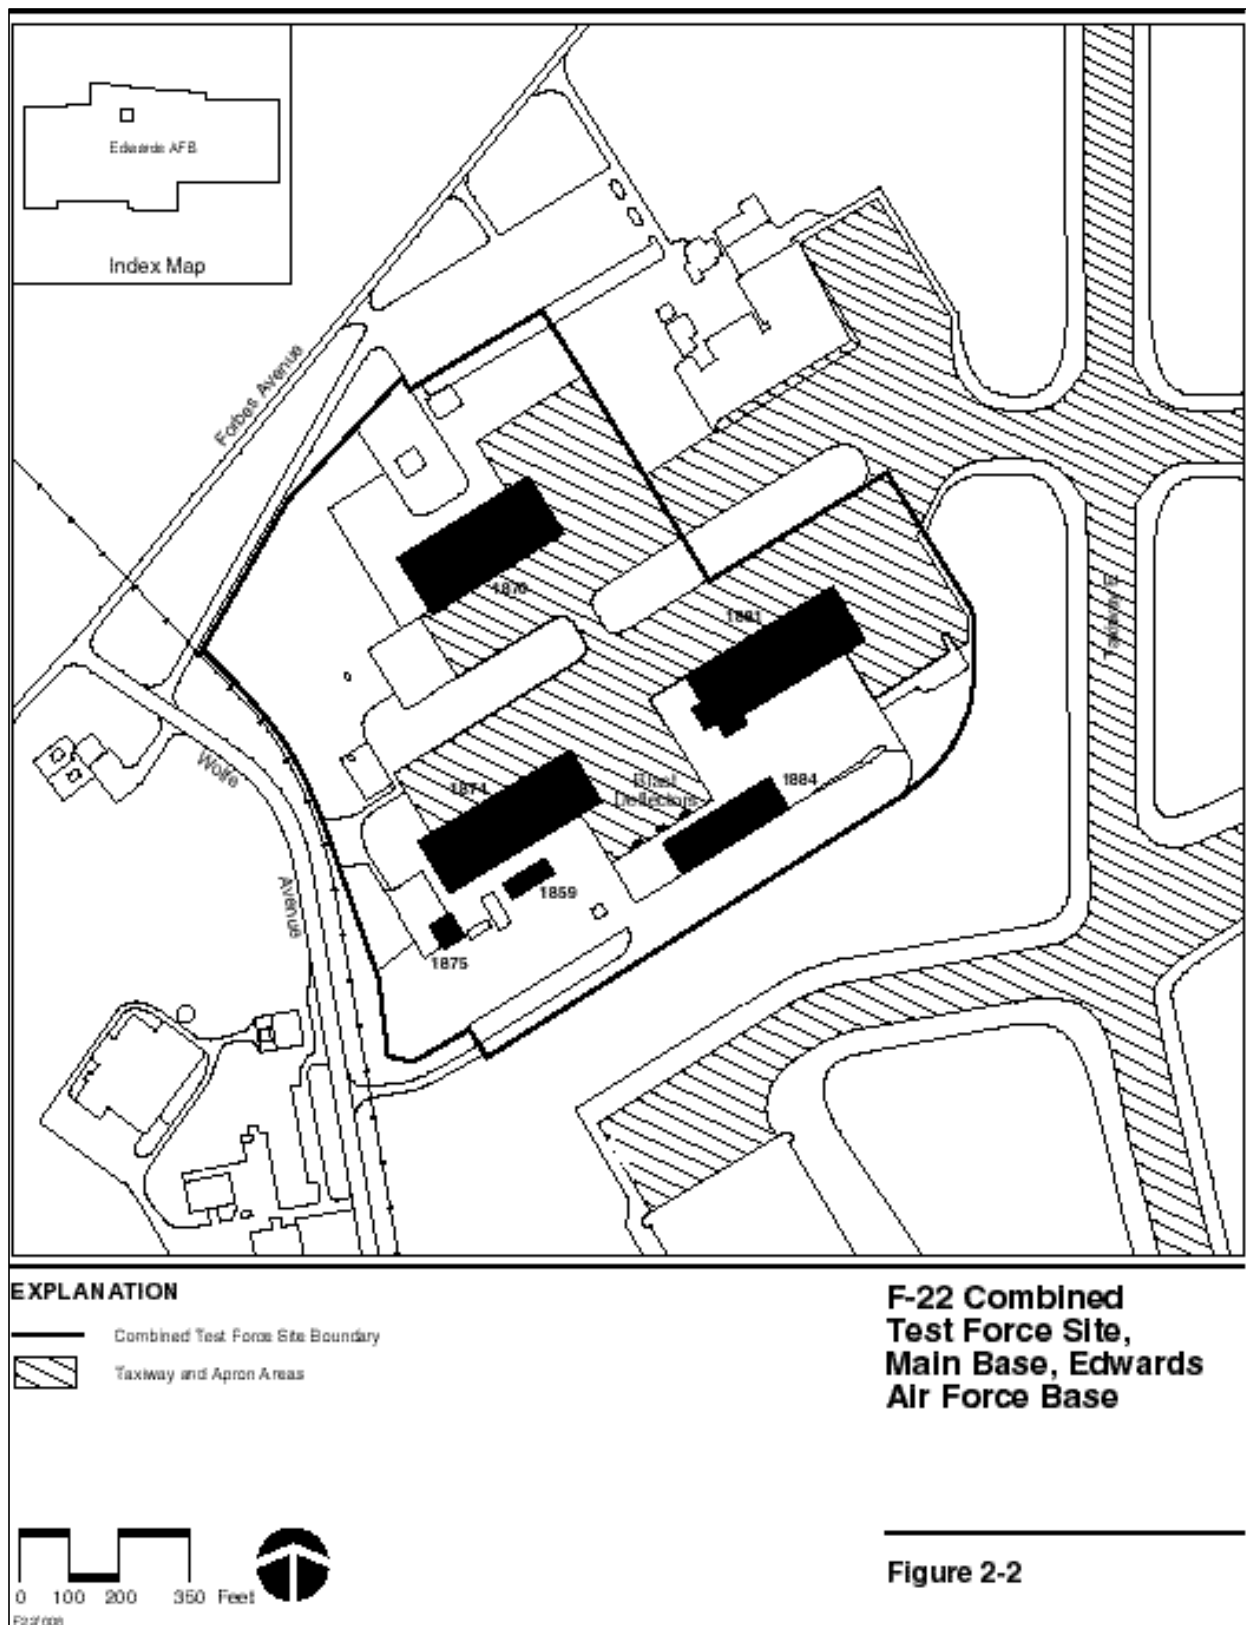 Edwards AFB
Index Map
Forbes Avenue
1870
1881
Wolfe
Avenue
1874
Blast
Deflectors
1884
1859
1875
EXPLANATION
Combined Test Force Site Boundary
Taxiway and Apron Areas
F-22 Combined
Test Force Site,
Main Base, Edwards
Air Force Base
0 100 200 350 Feet
Figure 2-2